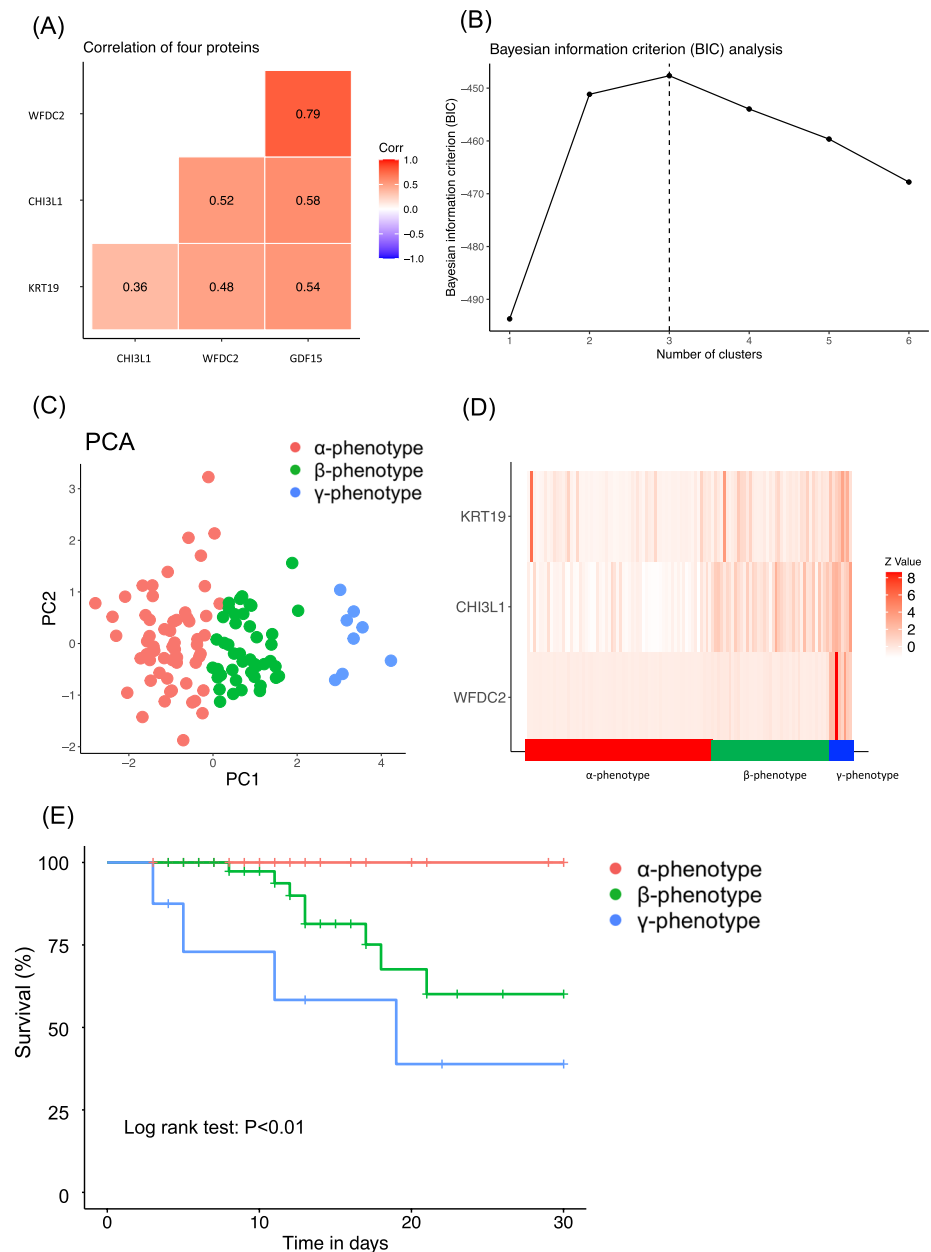 (A)
Correlation of four proteins
WFDC2
CHI3L1
KRT19
0.79
0.52
0.58
0.36
0.48
0.54
CHI3L1
WFDC2
GDF15
Corr
1.0
0.5
0.0
−0.5
−1.0
(B)
Bayesian information criterion (BIC) analysis
Bayesian information criterion (BIC)
−450
−460
−470
−480
−490
1
2
3
4
5
6
Number of clusters
(C)
PCA
α-phenotype
β-phenotype
γ-phenotype
PC2
3
2
1
0
−1
−2
−2
0
2
4
PC1
(D)
KRT19
CHI3L1
WFDC2
Z Value
8
6
4
2
0
α-phenotype
β-phenotype
γ-phenotype
(E)
Survival (%)
100
75
50
25
0
Log rank test: P<0.01
0
10
20
30
Time in days
α-phenotype
β-phenotype
γ-phenotype